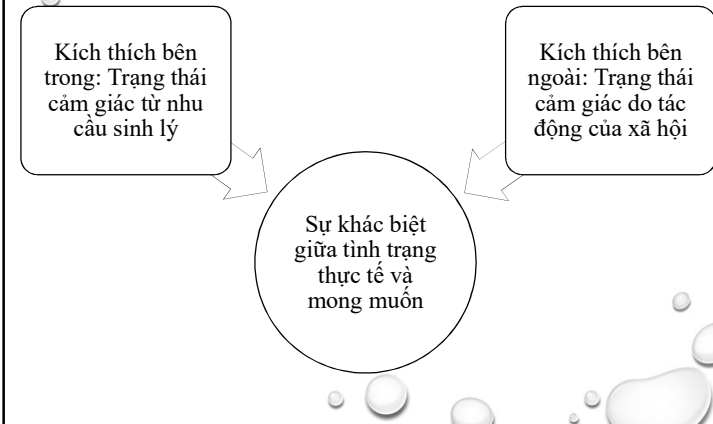 Kích thích bên
trong: Trạng thái
cảm giác từ nhu
cầu sinh lý
Kích thích bên
ngoài: Trạng thái
cảm giác do tác
động của xã hội
Sự khác biệt
giữa tình trạng
thực tế và
mong muốn